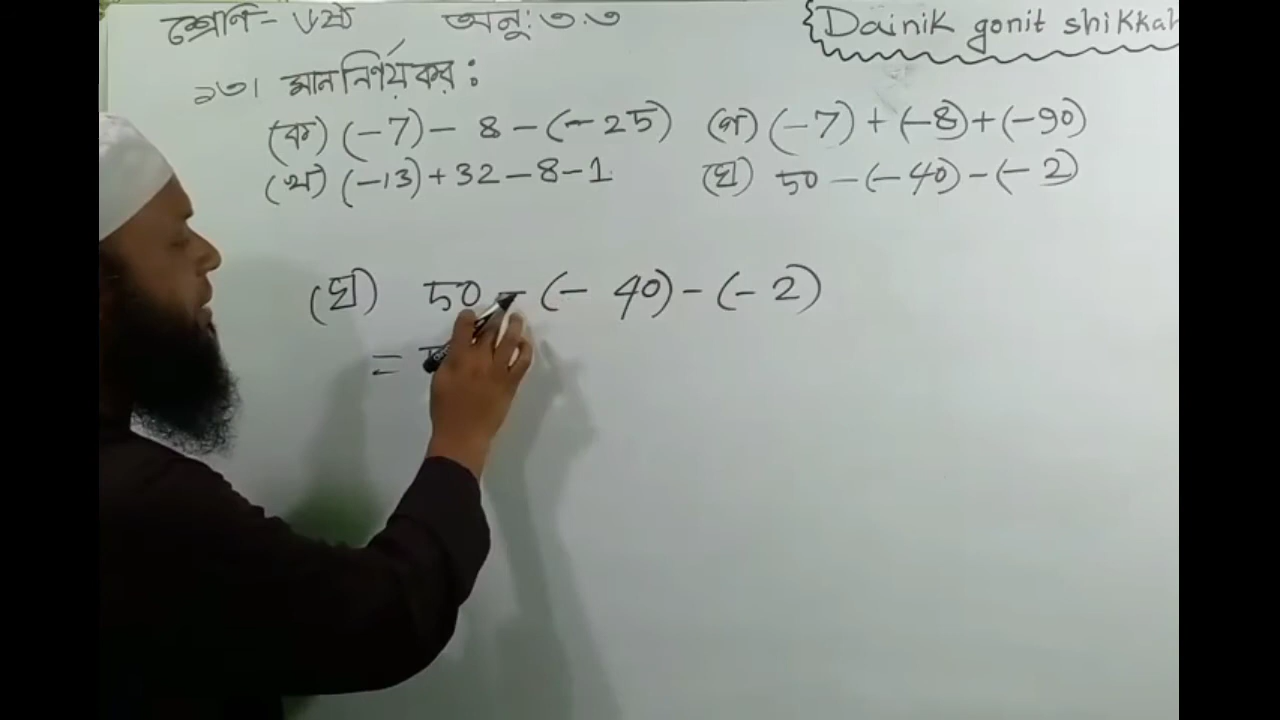 শ্রেণি- ৬ষ্ঠ অনু: ৩.৩ Dainik gonit shikkah
১৩। মান নির্ণয় কর :
(ক) (-7) - 8 - (-25) (গ) (-7) + (-8) + (-90)
(খ) (-13) + 32 - 8 - 1 (ঘ) 50 - (-40) - (-2)
(ঘ) 50 - (- 40) - (- 2)
=